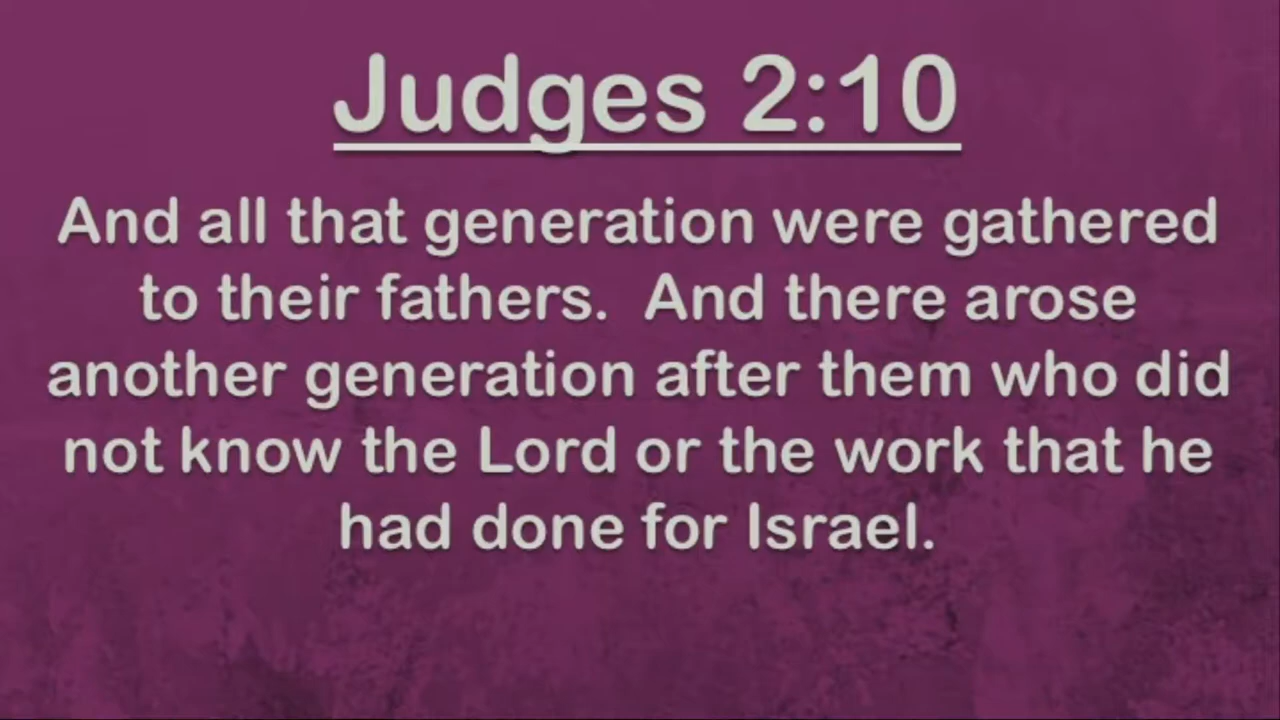 Judges 2:10
And all that generation were gathered
to their fathers.  And there arose
another generation after them who did
not know the Lord or the work that he
had done for Israel.